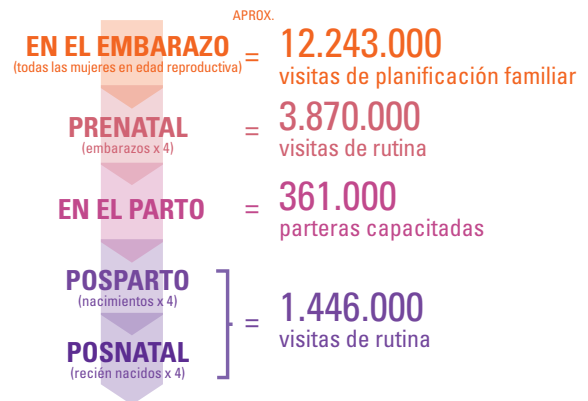 APROX.
EN EL EMBARAZO
(todas las mujeres en edad reproductiva)
= 12.243.000
visitas de planificación familiar
PRENATAL
(embarazos x 4)
= 3.870.000
visitas de rutina
EN EL PARTO
= 361.000
parteras capacitadas
POSPARTO
(nacimientos x 4)
POSNATAL
(recién nacidos x 4)
= 1.446.000
visitas de rutina